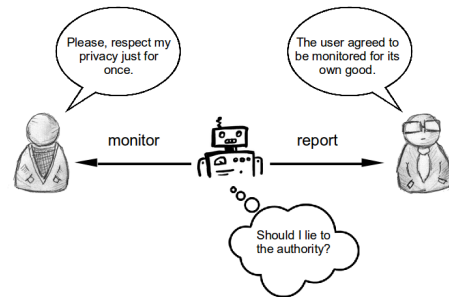 Please, respect my
privacy just for
once.
The user agreed to
be monitored for its
own good.
monitor
report
Should I lie to
the authority?